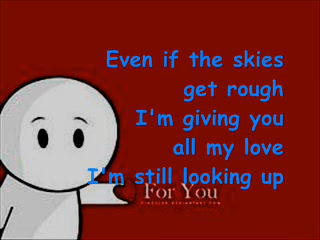 Even if the skies
get rough
I'm giving you
all my love
I'm still looking up
For You